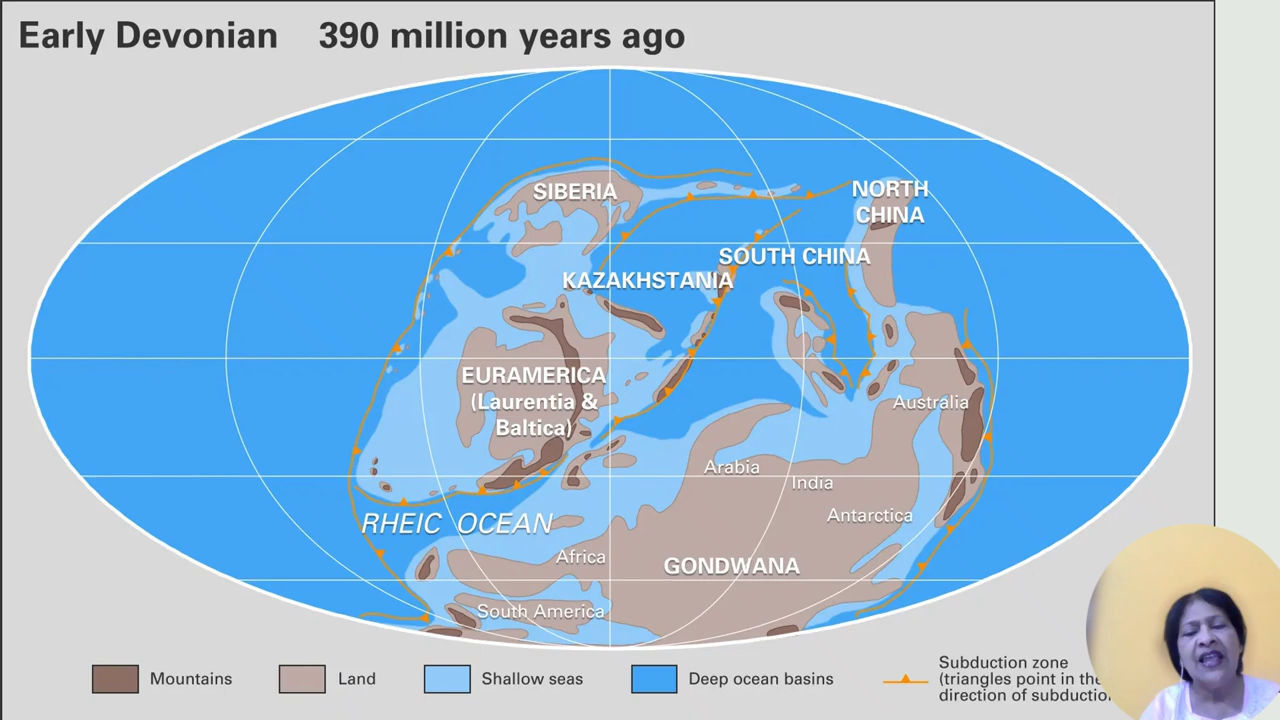 Early Devonian 390 million years ago
SIBERIA
NORTH
CHINA
SOUTH CHINA
KAZAKHSTANIA
EURAMERICA
(Laurentia &
Baltica)
Australia
Arabia
India
Antarctica
RHEIC OCEAN
Africa
GONDWANA
South America
Mountains
Land
Shallow seas
Deep ocean basins
Subduction zone
(triangles point in the
direction of subductio